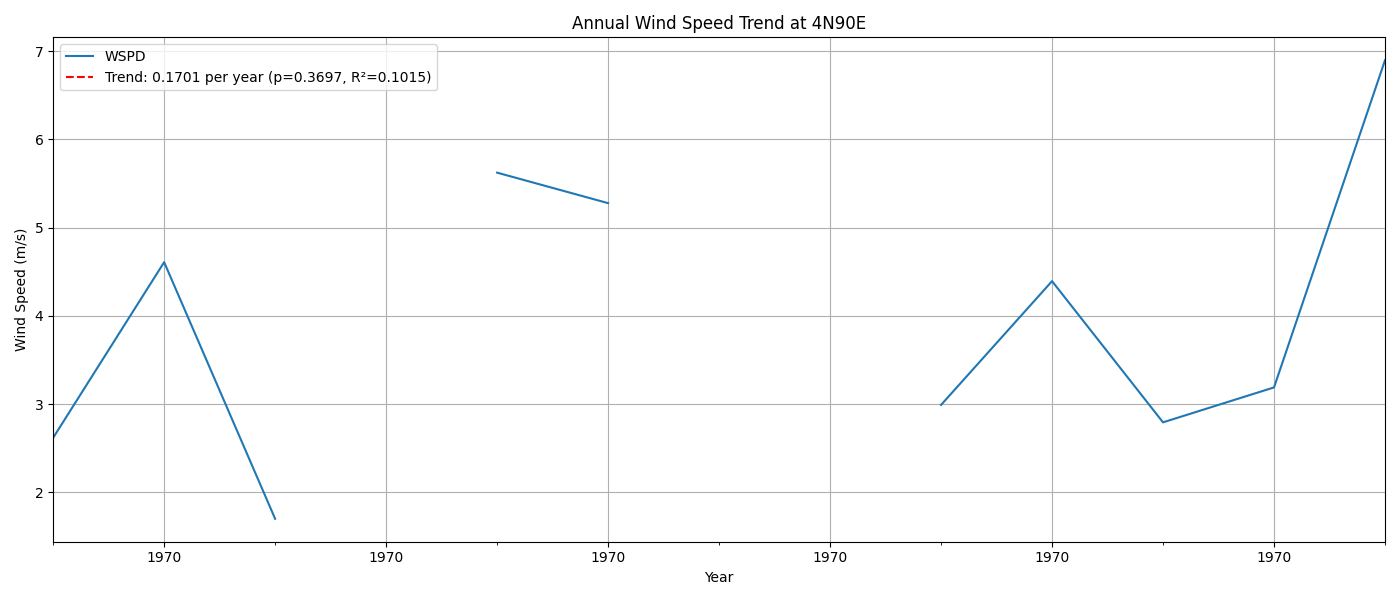 Annual Wind Speed Trend at 4N90E
WSPD
Trend: 0.1701 per year (p=0.3697, R²=0.1015)
Wind Speed (m/s)
7
6
5
4
3
2
1970 1970 1970 1970 1970 1970
Year